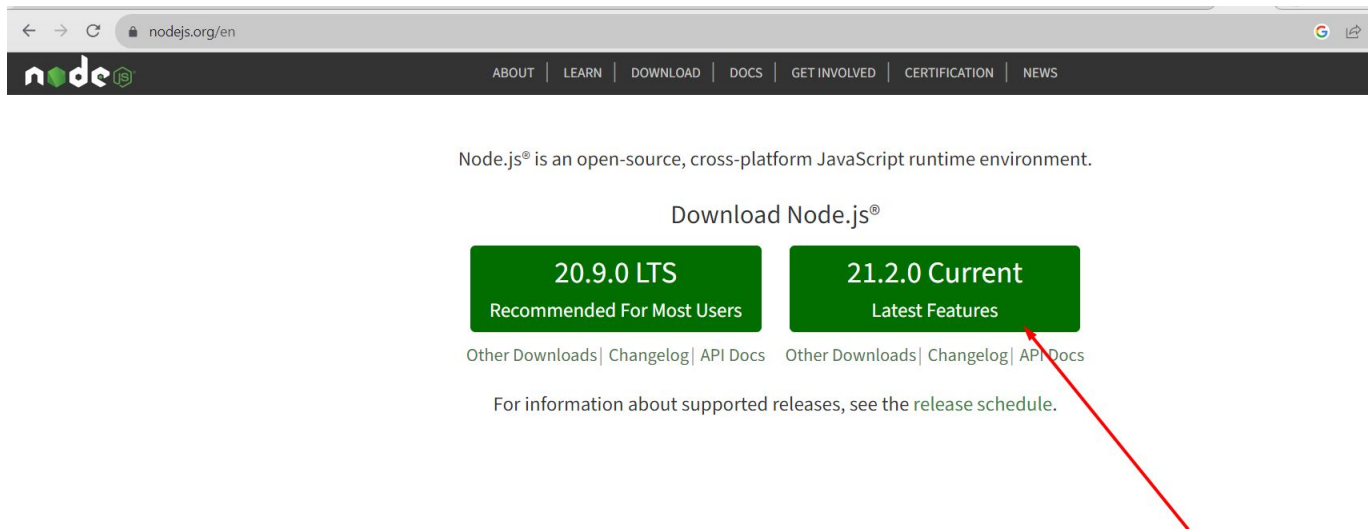 nodejs.org/en
node JS
ABOUT | LEARN | DOWNLOAD | DOCS | GET INVOLVED | CERTIFICATION | NEWS
Node.js® is an open-source, cross-platform JavaScript runtime environment.
Download Node.js®
20.9.0 LTS
Recommended For Most Users
21.2.0 Current
Latest Features
Other Downloads | Changelog | API Docs
Other Downloads | Changelog | API Docs
For information about supported releases, see the release schedule.